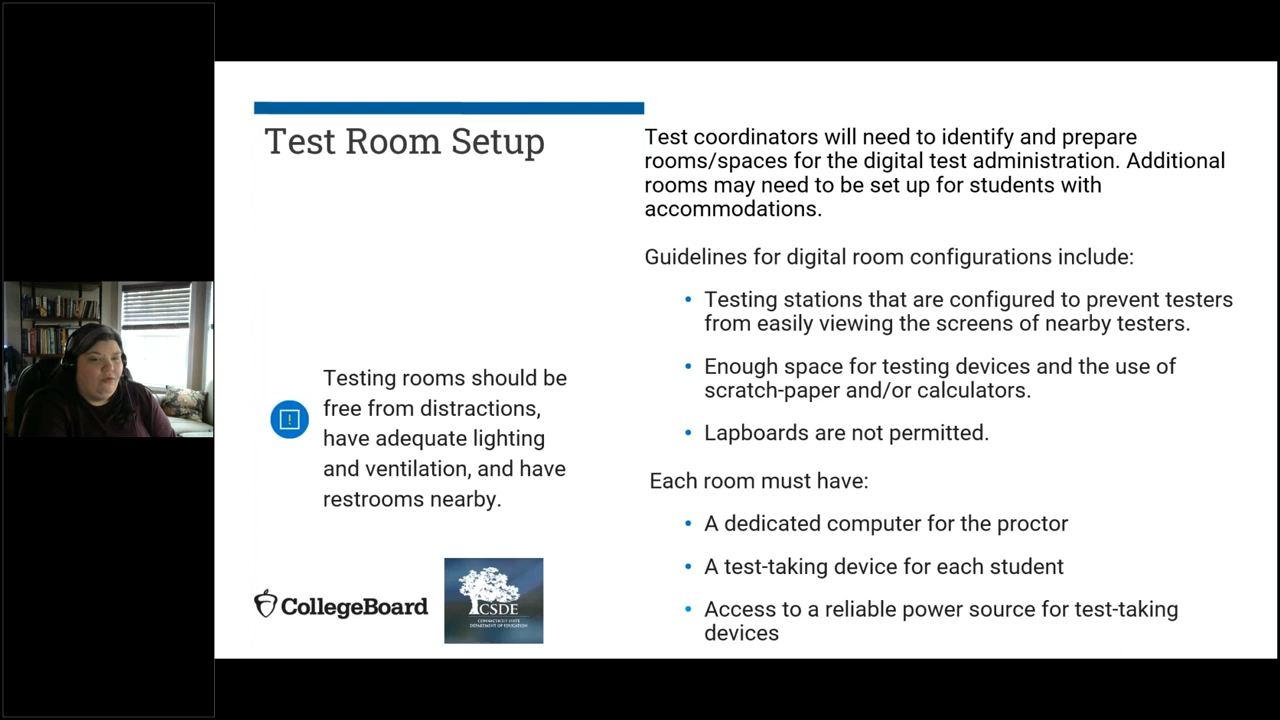 Test Room Setup
Testing rooms should be
free from distractions,
have adequate lighting
and ventilation, and have
restrooms nearby.
CollegeBoard
CSDE
CONNECTICUT STATE
DEPARTMENT OF EDUCATION
Test coordinators will need to identify and prepare
rooms/spaces for the digital test administration. Additional
rooms may need to be set up for students with
accommodations.
Guidelines for digital room configurations include:
• Testing stations that are configured to prevent testers
from easily viewing the screens of nearby testers.
• Enough space for testing devices and the use of
scratch-paper and/or calculators.
• Lapboards are not permitted.
Each room must have:
• A dedicated computer for the proctor
• A test-taking device for each student
• Access to a reliable power source for test-taking
devices